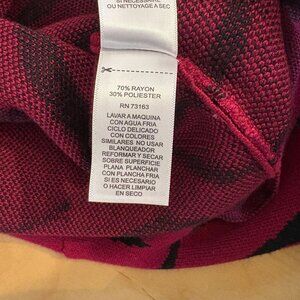 SI NÉCESSAIRE
OU NETTOYAGE À SEC
70% RAYON
30% POLIESTER
RN 73163
LAVAR A MAQUINA
CON AGUA FRIA
CICLO DELICADO
CON COLORES
SIMILARES NO USAR
BLANQUEADOR
REFORMAR Y SECAR
SOBRE SUPERFICIE
PLANA PLANCHAR
CON PLANCHA FRIA
SI ES NECESARIO
O HACER LIMPIAR
EN SECO